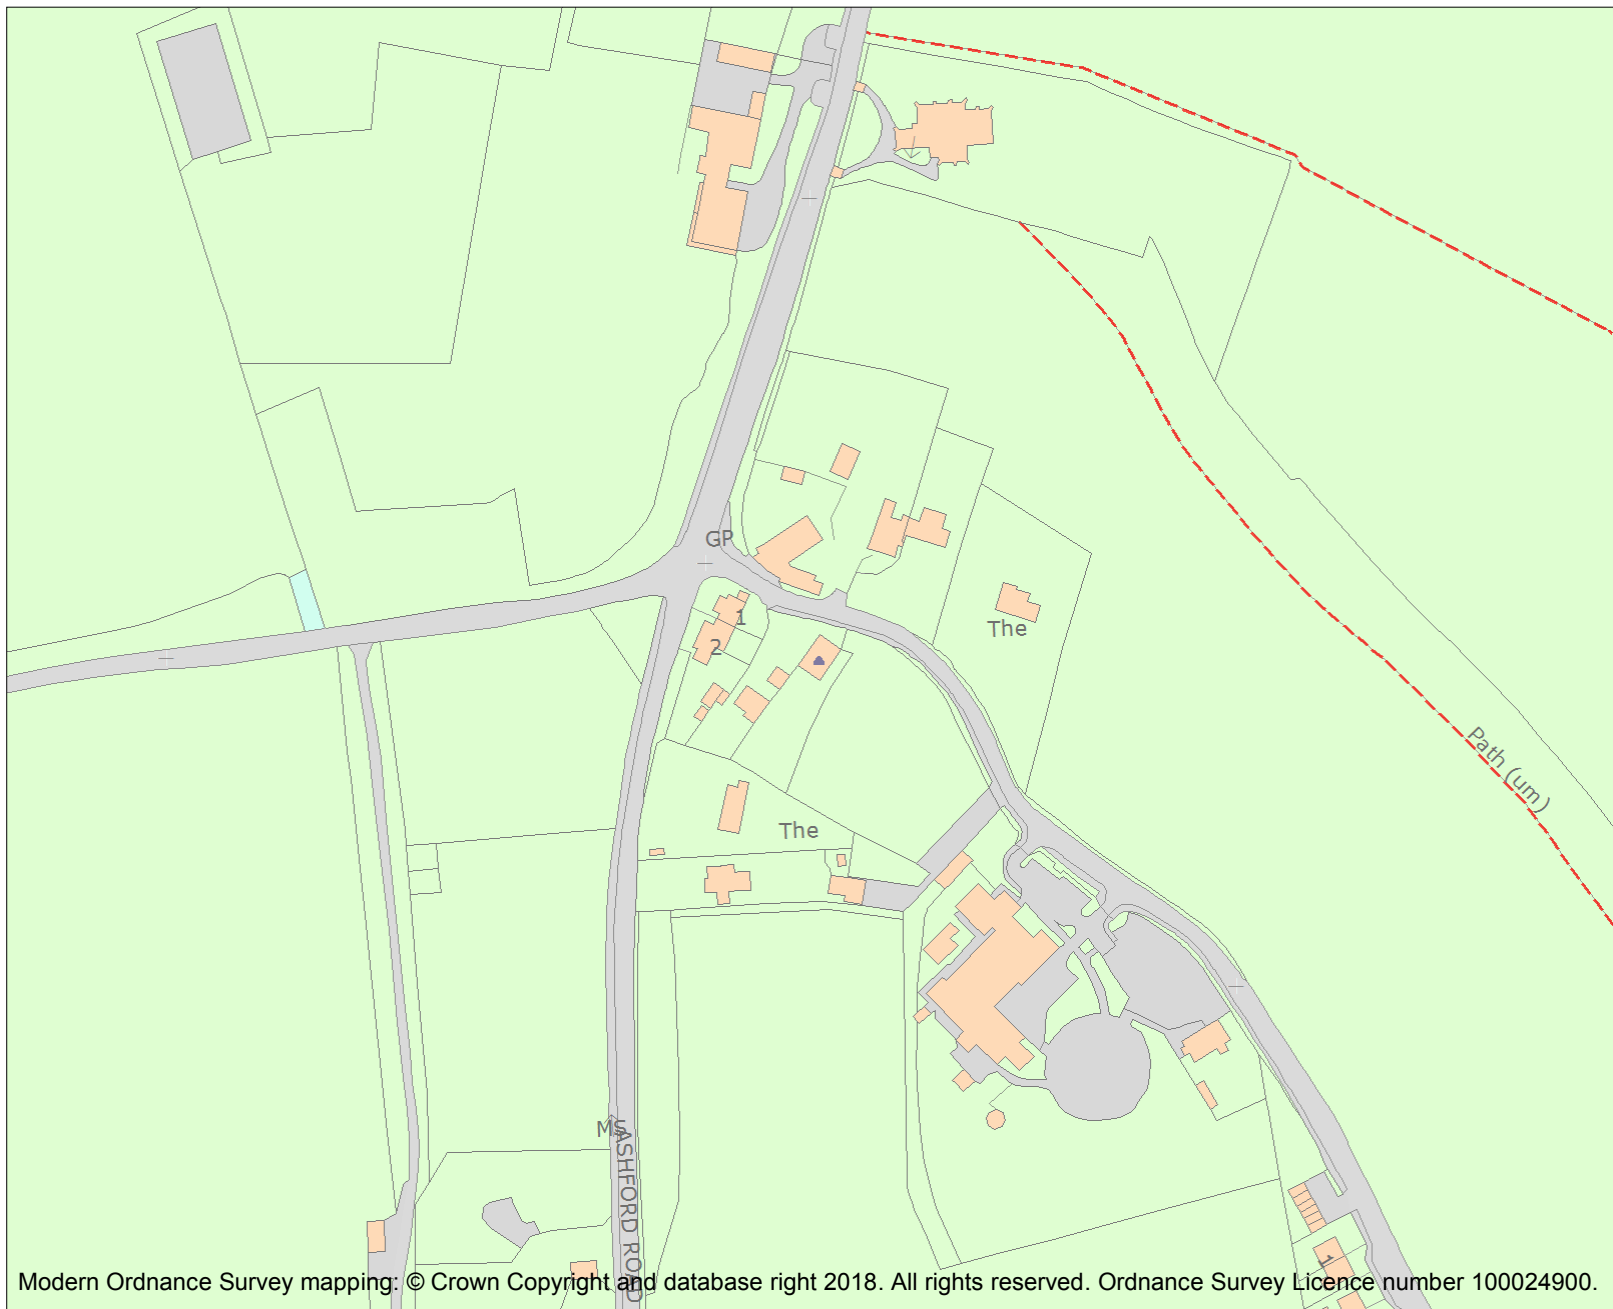 GP
1
2
The
Path (um)
The
MS
ASHFORD ROAD
1
Modern Ordnance Survey mapping: © Crown Copyright and database right 2018. All rights reserved. Ordnance Survey Licence number 100024900.